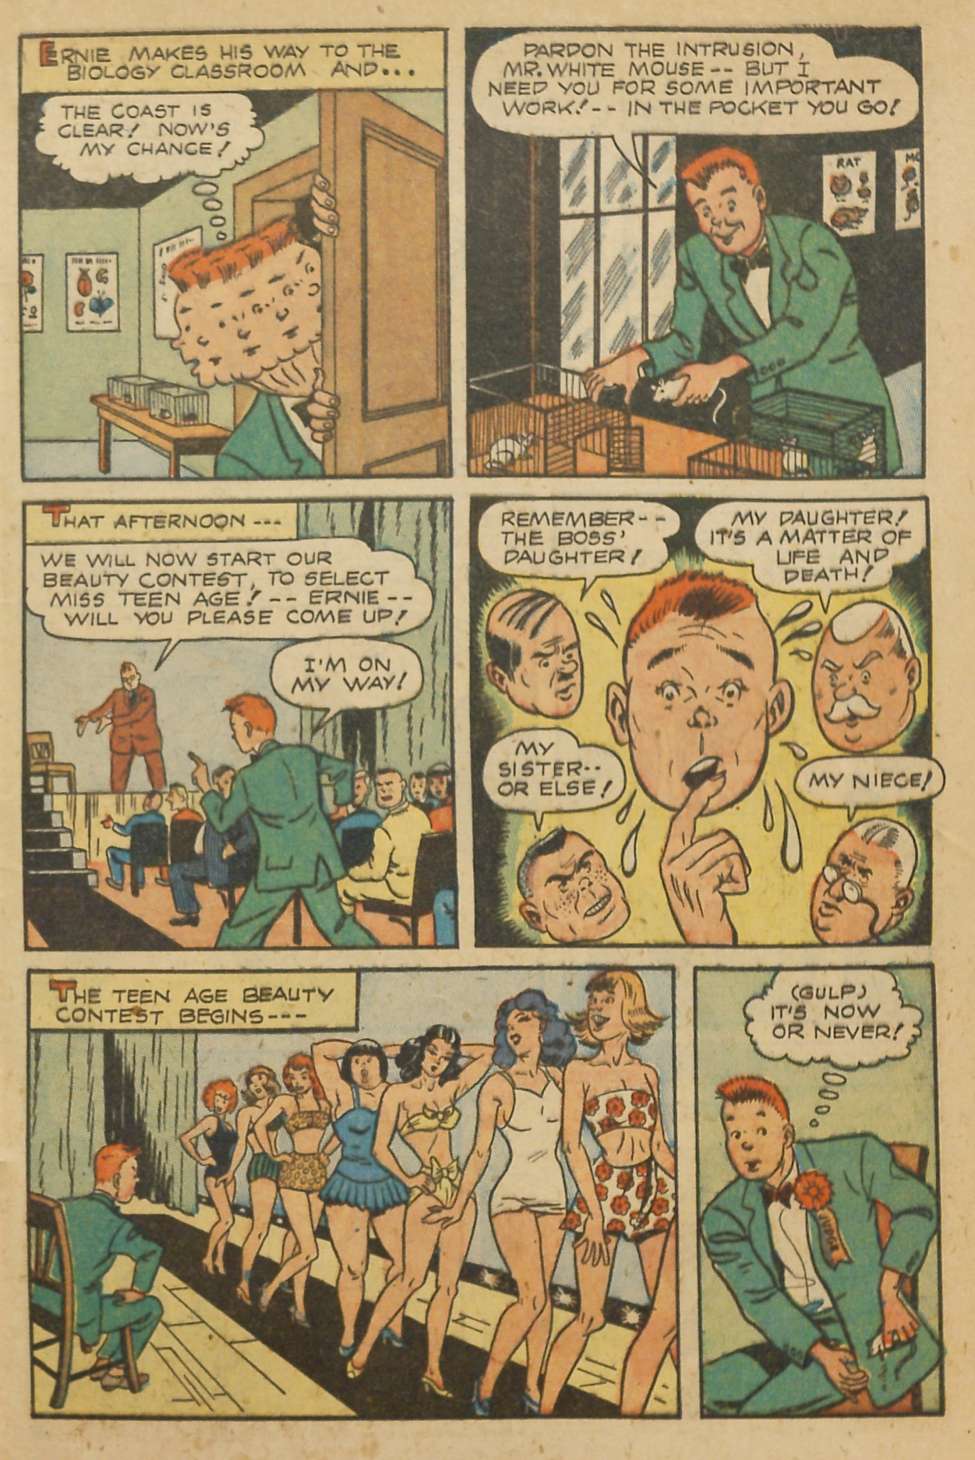 ERNIE MAKES HIS WAY TO THE
BIOLOGY CLASSROOM AND...
THE COAST IS
CLEAR! NOW'S
MY CHANCE!
PARDON THE INTRUSION,
MR. WHITE MOUSE-- BUT I
NEED YOU FOR SOME IMPORTANT
WORK!-- IN THE POCKET YOU GO!
RAT
THAT AFTERNOON ---
WE WILL NOW START OUR
BEAUTY CONTEST, TO SELECT
MISS TEEN AGE! -- ERNIE --
WILL YOU PLEASE COME UP!
I'M ON
MY WAY!
REMEMBER--
THE BOSS'
DAUGHTER!
MY DAUGHTER!
IT'S A MATTER OF
LIFE AND
DEATH!
MY
SISTER--
OR ELSE!
MY NIECE!
THE TEEN AGE BEAUTY
CONTEST BEGINS---
(GULP)
IT'S NOW
OR NEVER!
JUDGE